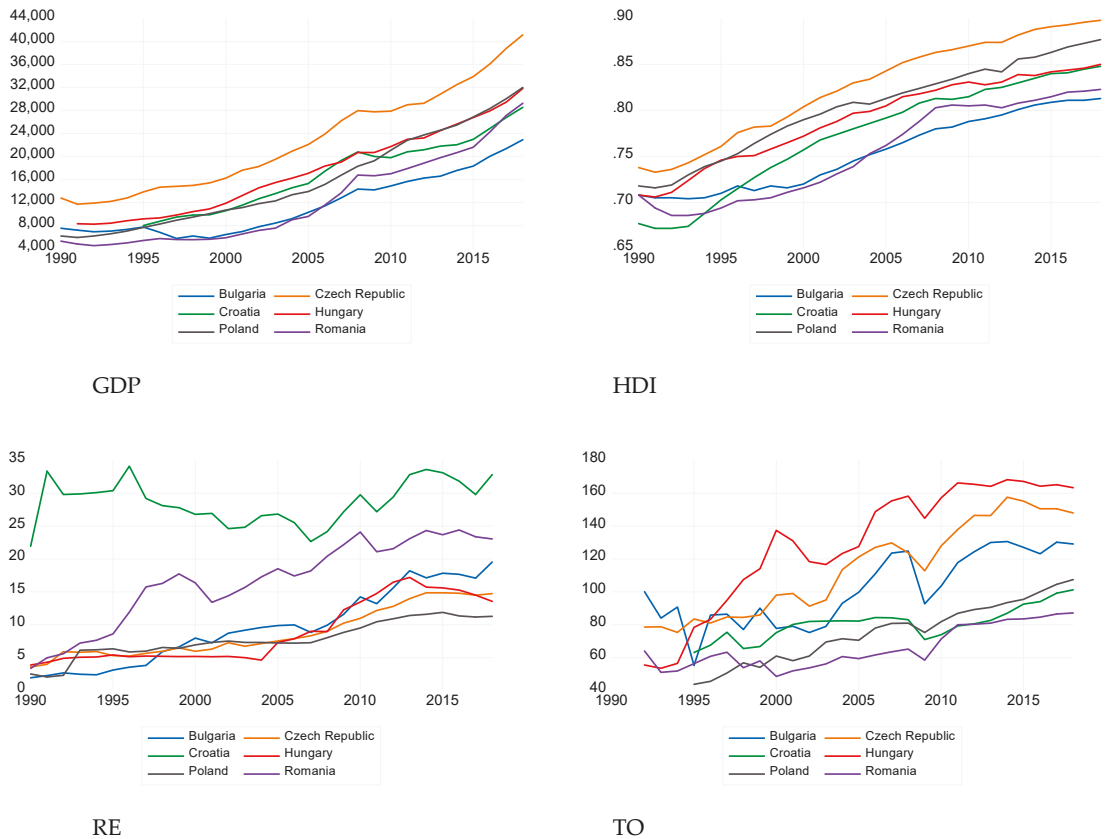 44,000
40,000
36,000
32,000
28,000
24,000
20,000
16,000
12,000
8,000
4,000
1990 1995 2000 2005 2010 2015
Bulgaria Czech Republic
Croatia Hungary
Poland Romania
GDP
.90
.85
.80
.75
.70
.65
1990 1995 2000 2005 2010 2015
Bulgaria Czech Republic
Croatia Hungary
Poland Romania
HDI
35
30
25
20
15
10
5
0
1990 1995 2000 2005 2010 2015
Bulgaria Czech Republic
Croatia Hungary
Poland Romania
RE
180
160
140
120
100
80
60
40
1990 1995 2000 2005 2010 2015
Bulgaria Czech Republic
Croatia Hungary
Poland Romania
TO